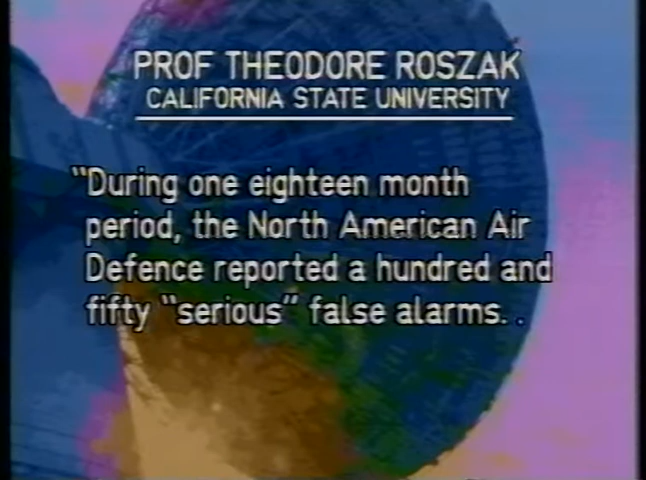 PROF THEODORE ROSZAK
CALIFORNIA STATE UNIVERSITY
"During one eighteen month
period, the North American Air
Defence reported a hundred and
fifty "serious" false alarms. .